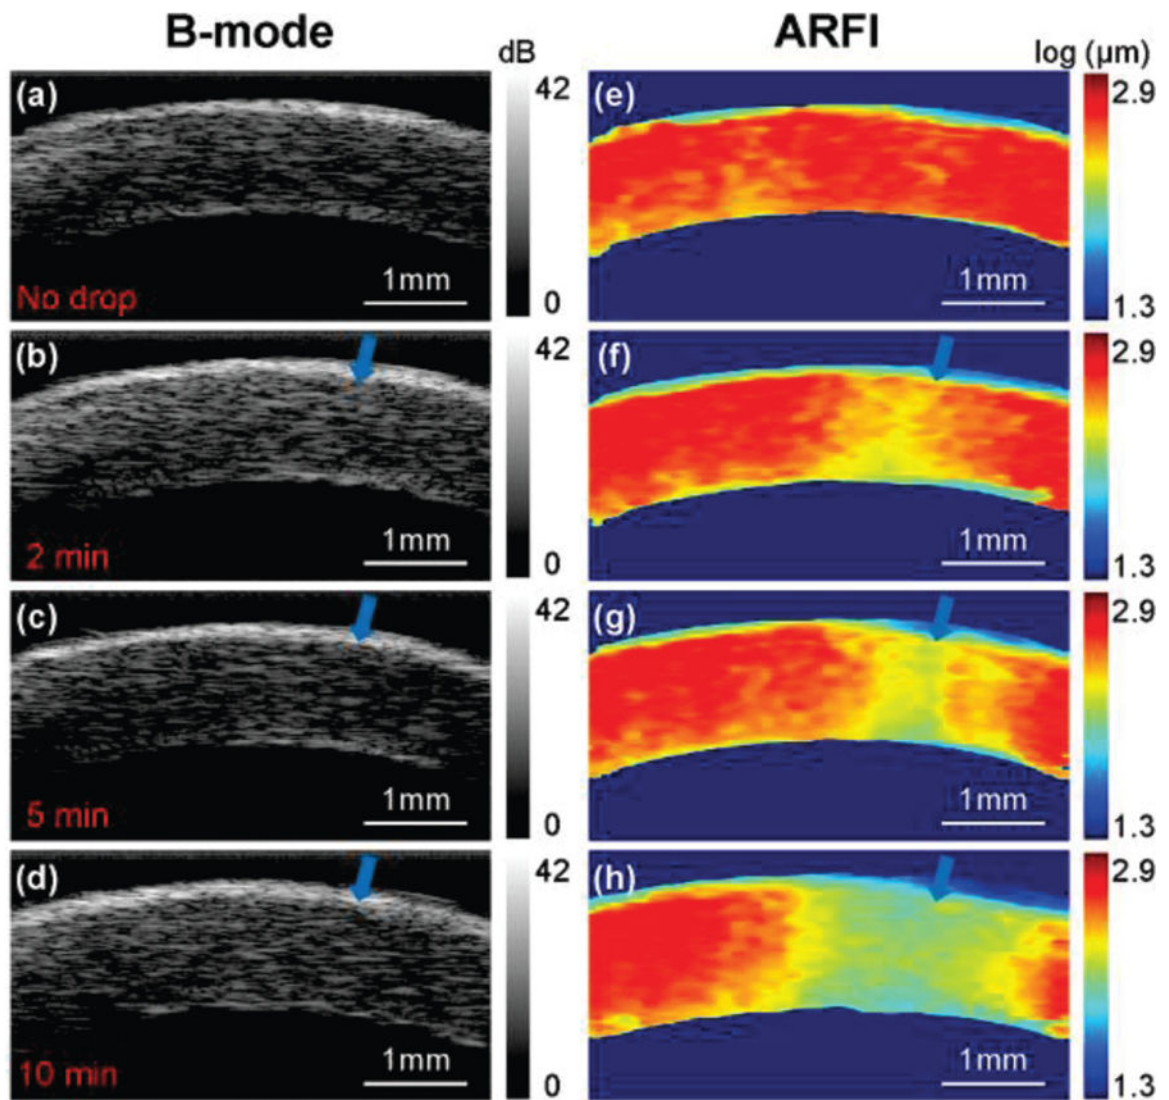 B-mode
ARFI
dB
log (μm)
(a)
42
(e)
2.9
No drop
1mm
0
1mm
1.3
(b)
42
(f)
2.9
2 min
1mm
0
1mm
1.3
(c)
42
(g)
2.9
5 min
1mm
0
1mm
1.3
(d)
42
(h)
2.9
10 min
1mm
0
1mm
1.3